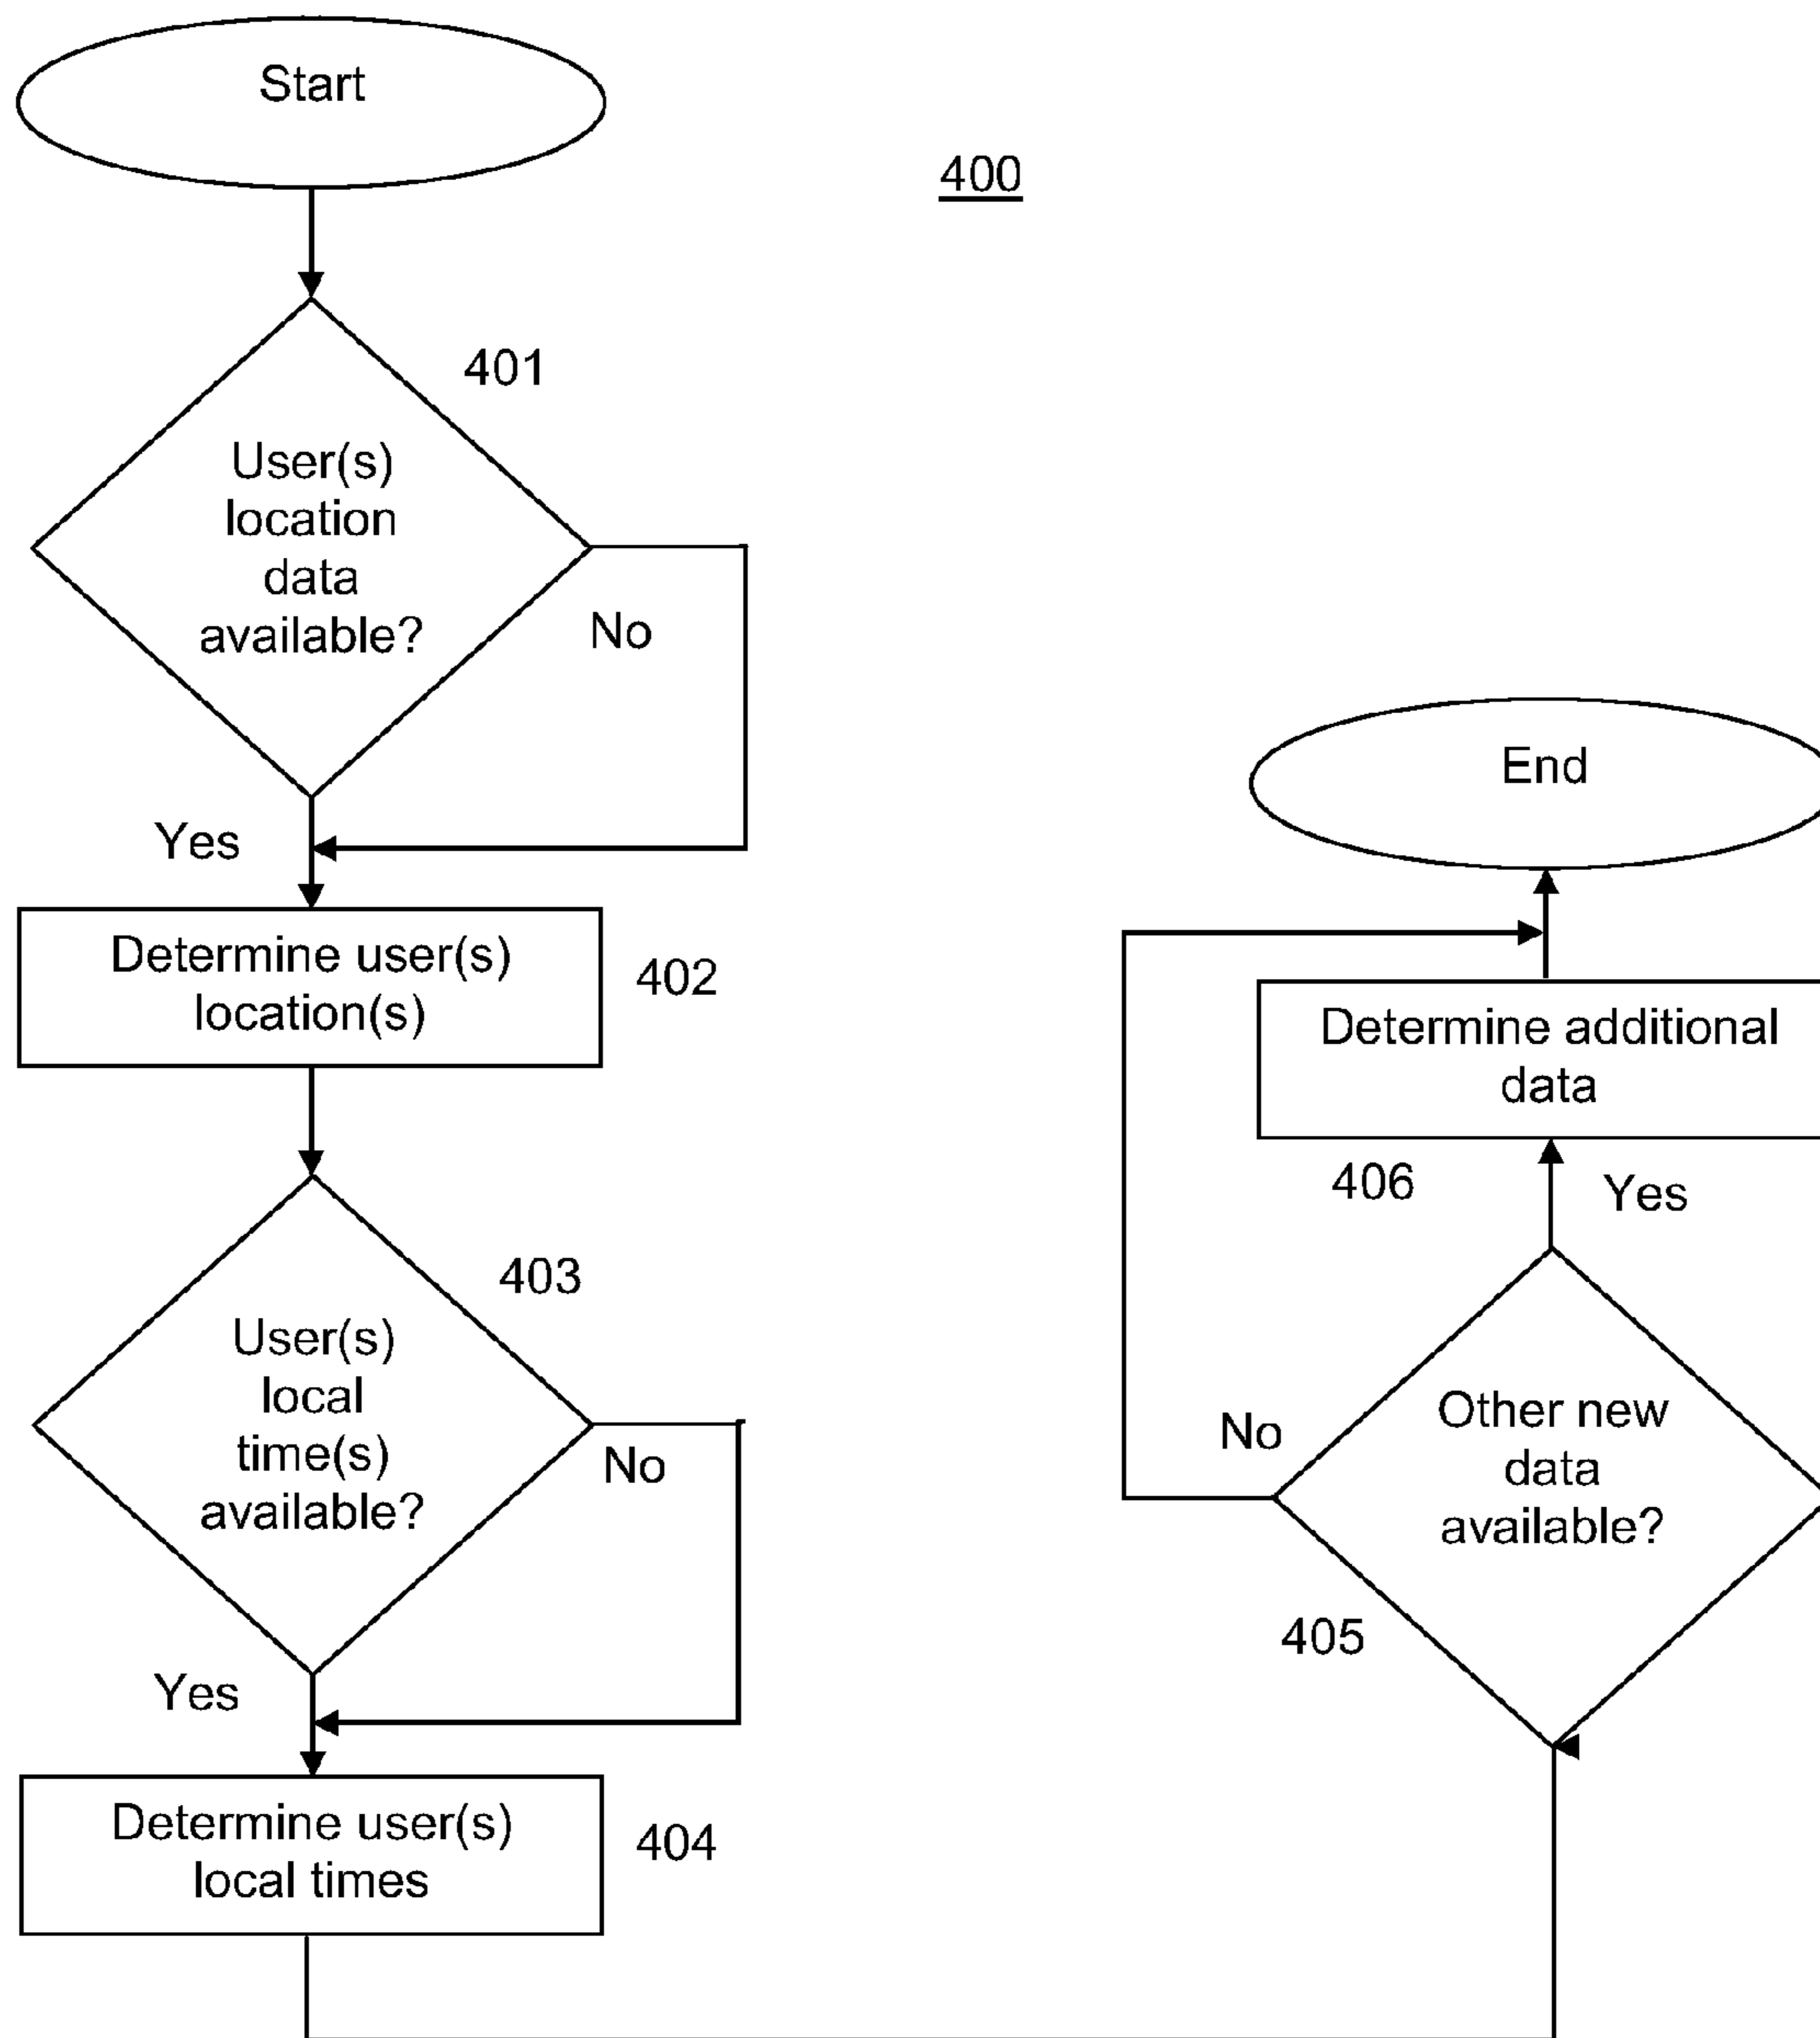 Start
400
401
User(s)
location
data
available?
No
Yes
Determine user(s)
location(s)
402
403
User(s)
local
time(s)
available?
No
Yes
Determine user(s)
local times
404
End
Determine additional
data
406
Yes
Other new
data
available?
No
405